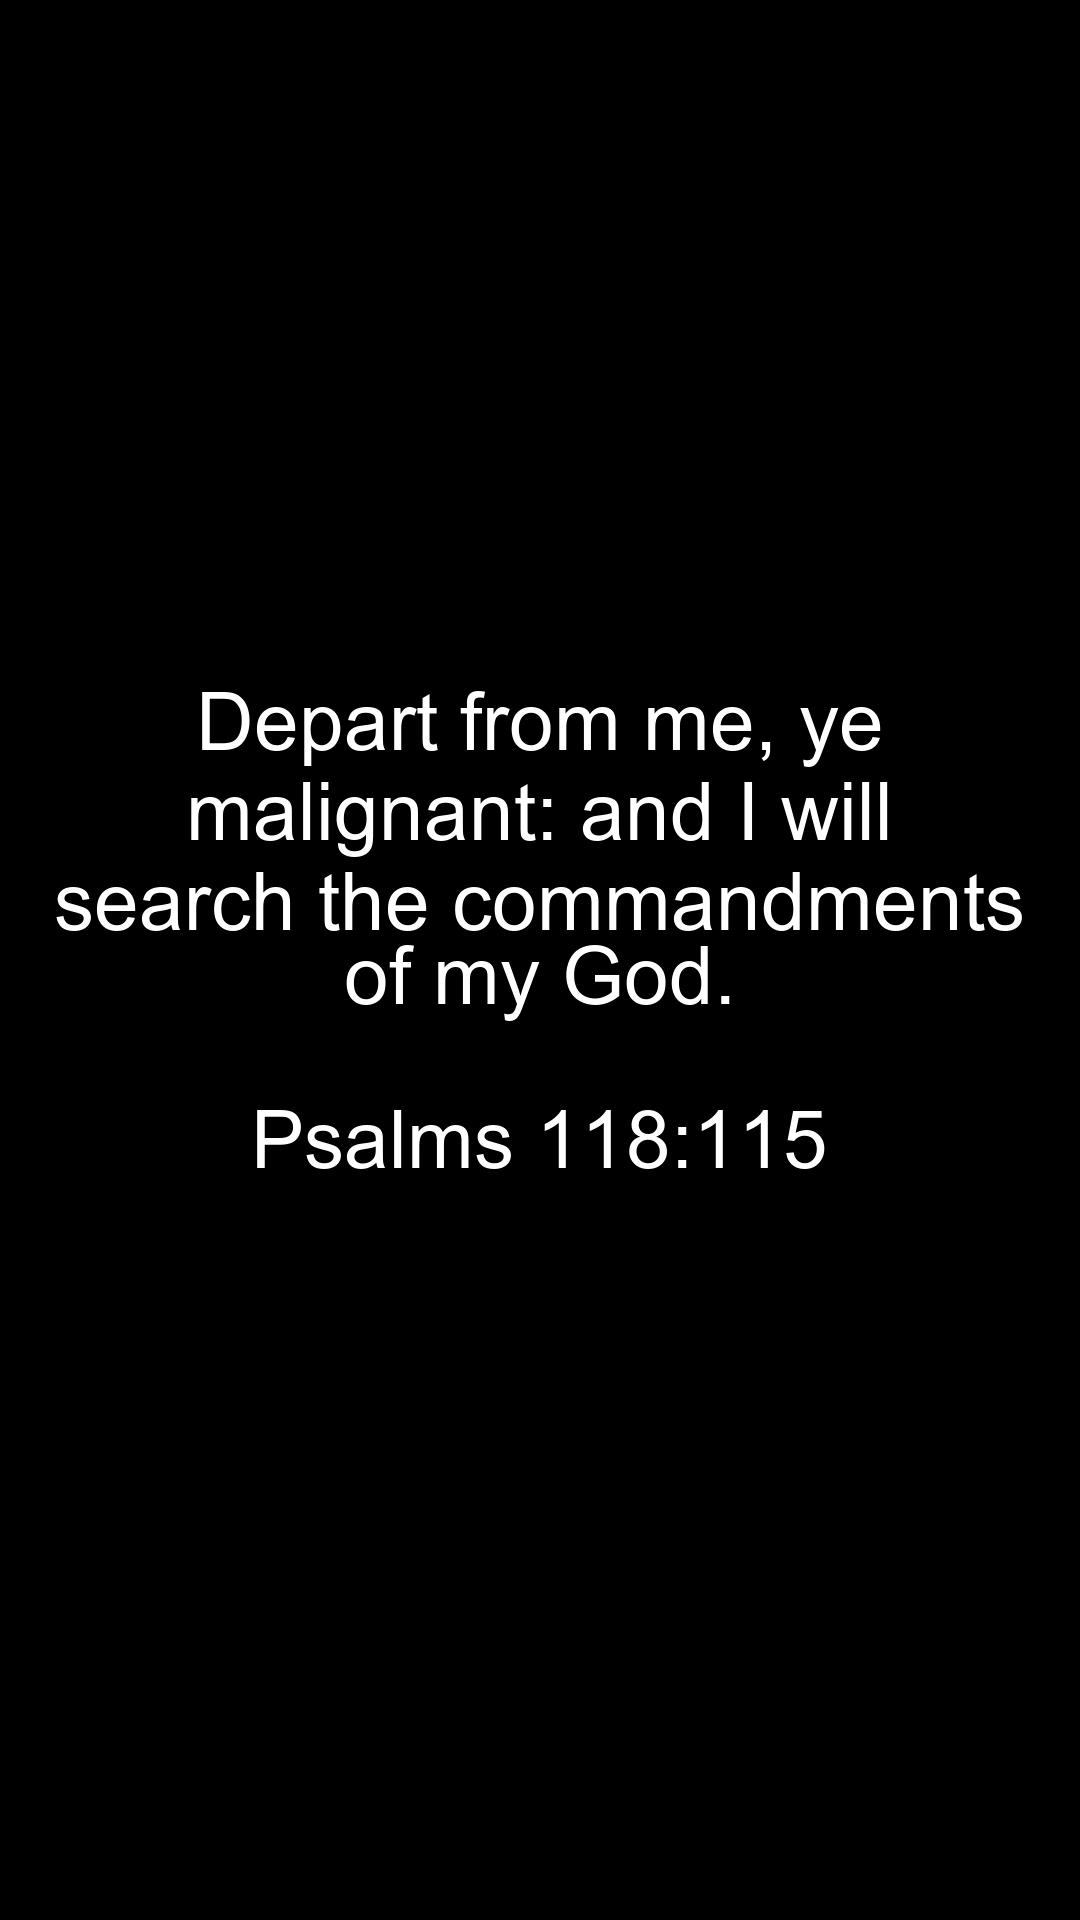 Depart from me, ye
malignant: and I will
search the commandments
of my God.
Psalms 118:115